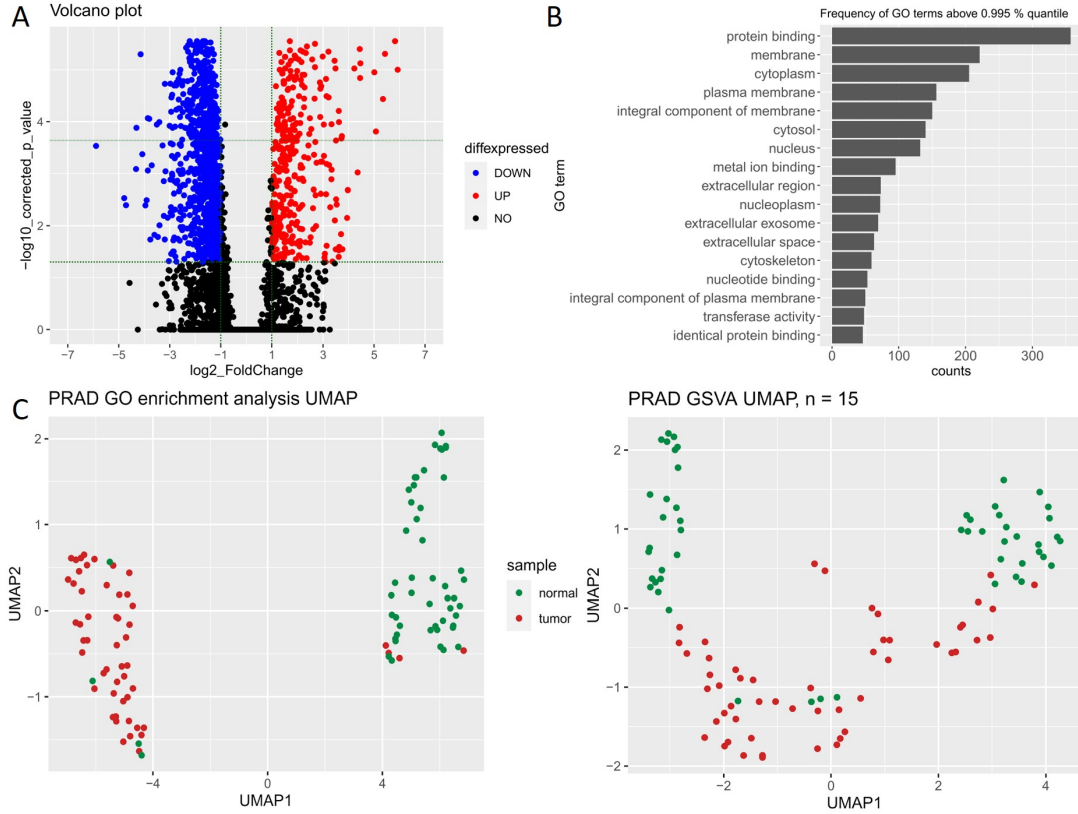 A
Volcano plot
−log10_corrected_p_value
4
2
0
−7
−5
−3
−1
1
3
5
7
log2_FoldChange
diffexpressed
DOWN
UP
NO
B
Frequency of GO terms above 0.995 % quantile
GO term
protein binding
membrane
cytoplasm
plasma membrane
integral component of membrane
cytosol
nucleus
metal ion binding
extracellular region
nucleoplasm
extracellular exosome
extracellular space
cytoskeleton
nucleotide binding
integral component of plasma membrane
transferase activity
identical protein binding
0
100
200
300
counts
C
PRAD GO enrichment analysis UMAP
UMAP2
2
1
0
−1
−4
0
4
UMAP1
sample
normal
tumor
PRAD GSVA UMAP, n = 15
UMAP2
2
1
0
−1
−2
−2
0
2
4
UMAP1